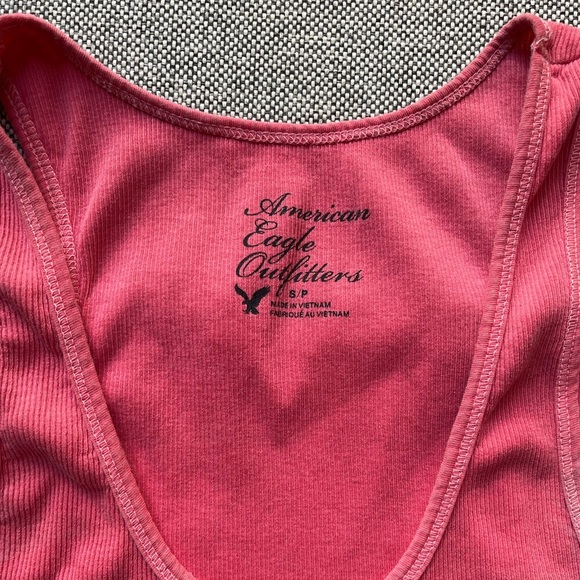 American
Eagle
Outfitters
S/P
MADE IN VIETNAM
FABRIQUÉ AU VIETNAM